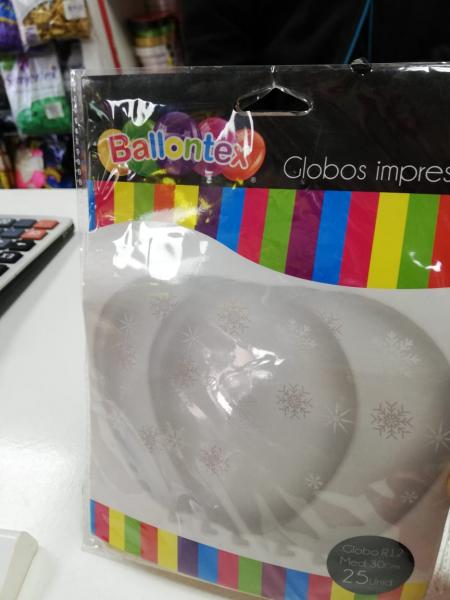 Ballontex
Globos impres
Globo R12
Med. 30Cm
25 Unid